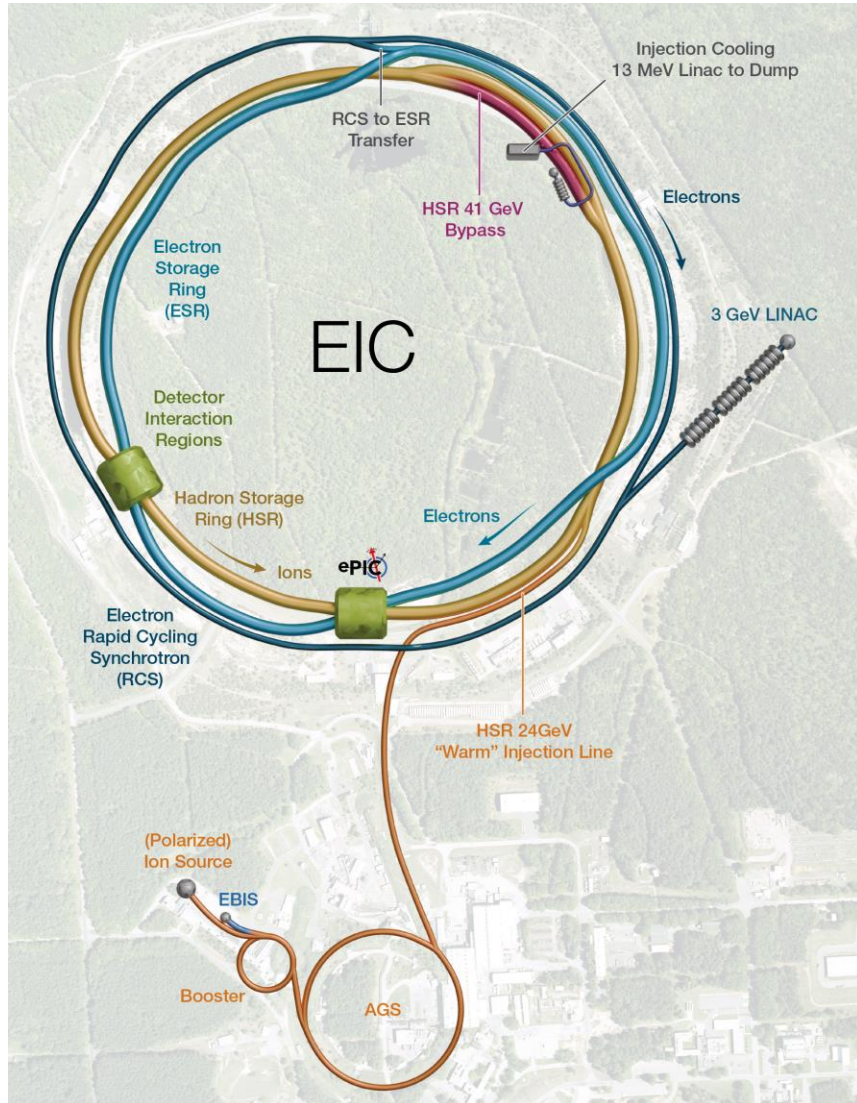 Injection Cooling
13 MeV Linac to Dump
RCS to ESR
Transfer
HSR 41 GeV
Bypass
Electrons
Electron
Storage
Ring
(ESR)
EIC
3 GeV LINAC
Detector
Interaction
Regions
Hadron Storage
Ring (HSR)
Electrons
Ions
ePIC
Electron
Rapid Cycling
Synchrotron
(RCS)
HSR 24GeV
“Warm” Injection Line
(Polarized)
Ion Source
EBIS
Booster
AGS